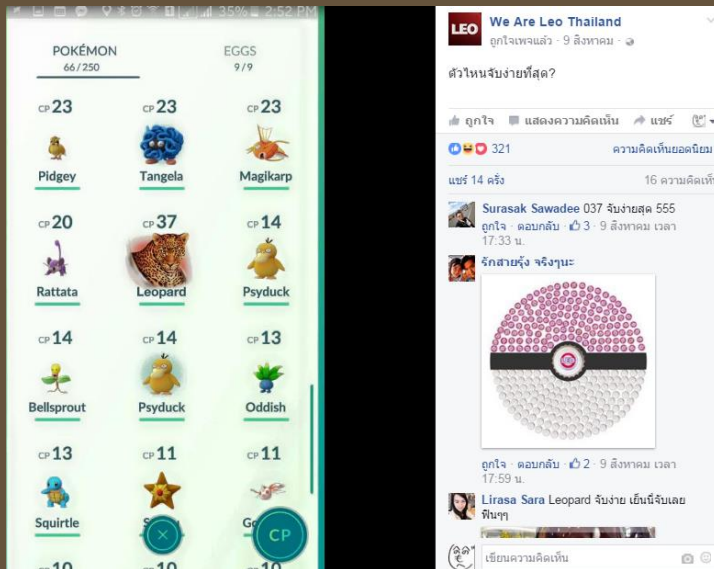 35% 2:52 PM
POKÉMON EGGS
66/250 9/9
CP 23 CP 23 CP 23
Pidgey Tangela Magikarp
CP 20 CP 37 CP 14
Rattata Leopard Psyduck
CP 14 CP 14 CP 13
Bellsprout Psyduck Oddish
CP 13 CP 11 CP 11
Squirtle
CP
LEO
We Are Leo Thailand
ถูกใจเพจแล้ว · 9 สิงหาคม ·
ตัวไหนจับง่ายที่สุด?
ถูกใจ แสดงความคิดเห็น แชร์
321 ความคิดเห็นยอดนิยม
แชร์ 14 ครั้ง 16 ความคิดเห็น
Surasak Sawadee 037 จับง่ายสุด 555
ถูกใจ · ตอบกลับ · 3 · 9 สิงหาคม เวลา
17:33 น.
รักสายรุ้ง จริงๆนะ
ถูกใจ · ตอบกลับ · 2 · 9 สิงหาคม เวลา
17:59 น.
Lirasa Sara Leopard จับง่าย เย็นนี้จับเลย
ฟินๆๆ
เขียนความคิดเห็น